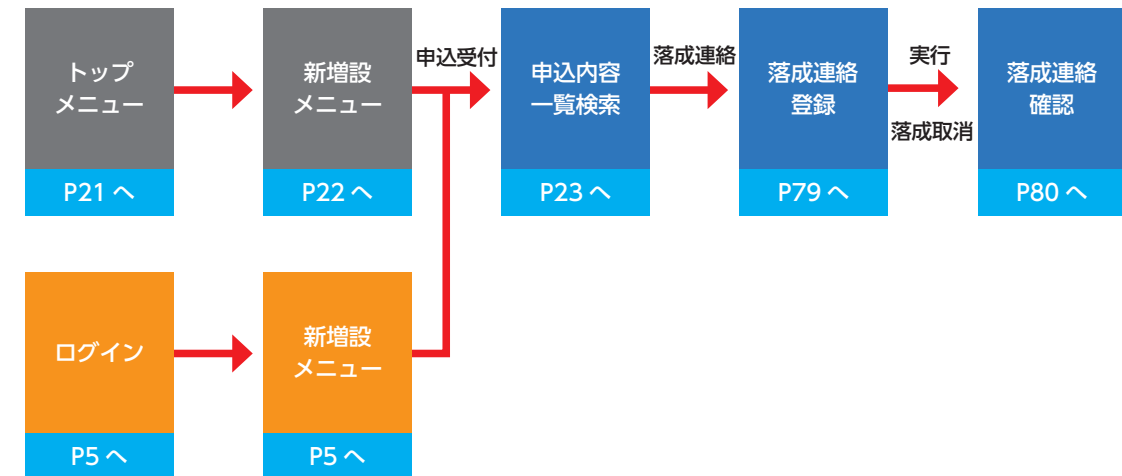 トップ
メニュー
P21 へ
新増設
メニュー
P22 へ
申込受付
申込内容
一覧検索
P23 へ
落成連絡
落成連絡
登録
P79 へ
実行
落成取消
落成連絡
確認
P80 へ
ログイン
P5 へ
新増設
メニュー
P5 へ